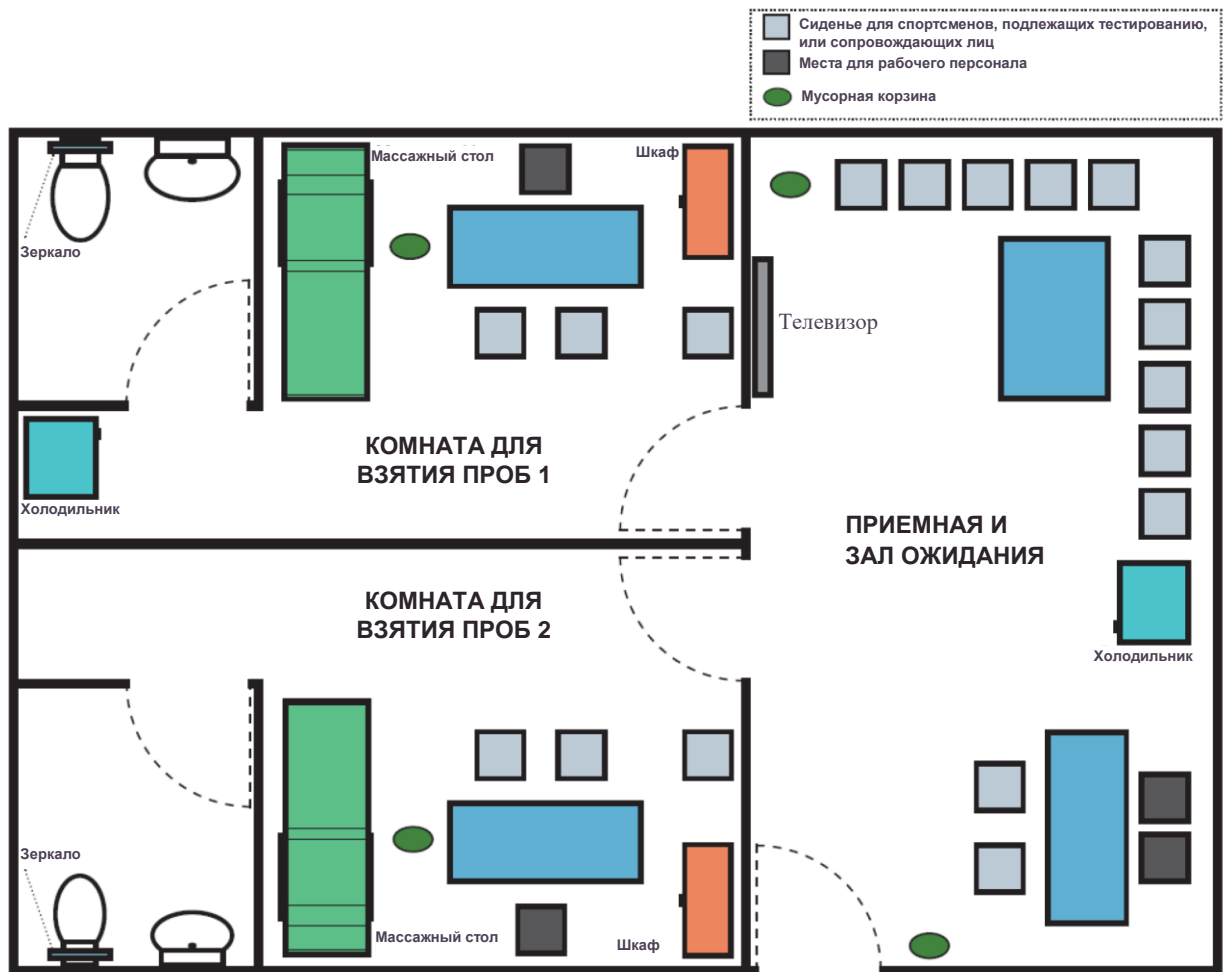 Сиденье для спортсменов, подлежащих тестированию,
или сопровождающих лиц
Места для рабочего персонала
Мусорная корзина
Массажный стол
Шкаф
Зеркало
Телевизор
КОМНАТА ДЛЯ
ВЗЯТИЯ ПРОБ 1
Холодильник
ПРИЕМНАЯ И
ЗАЛ ОЖИДАНИЯ
КОМНАТА ДЛЯ
ВЗЯТИЯ ПРОБ 2
Холодильник
Зеркало
Массажный стол
Шкаф